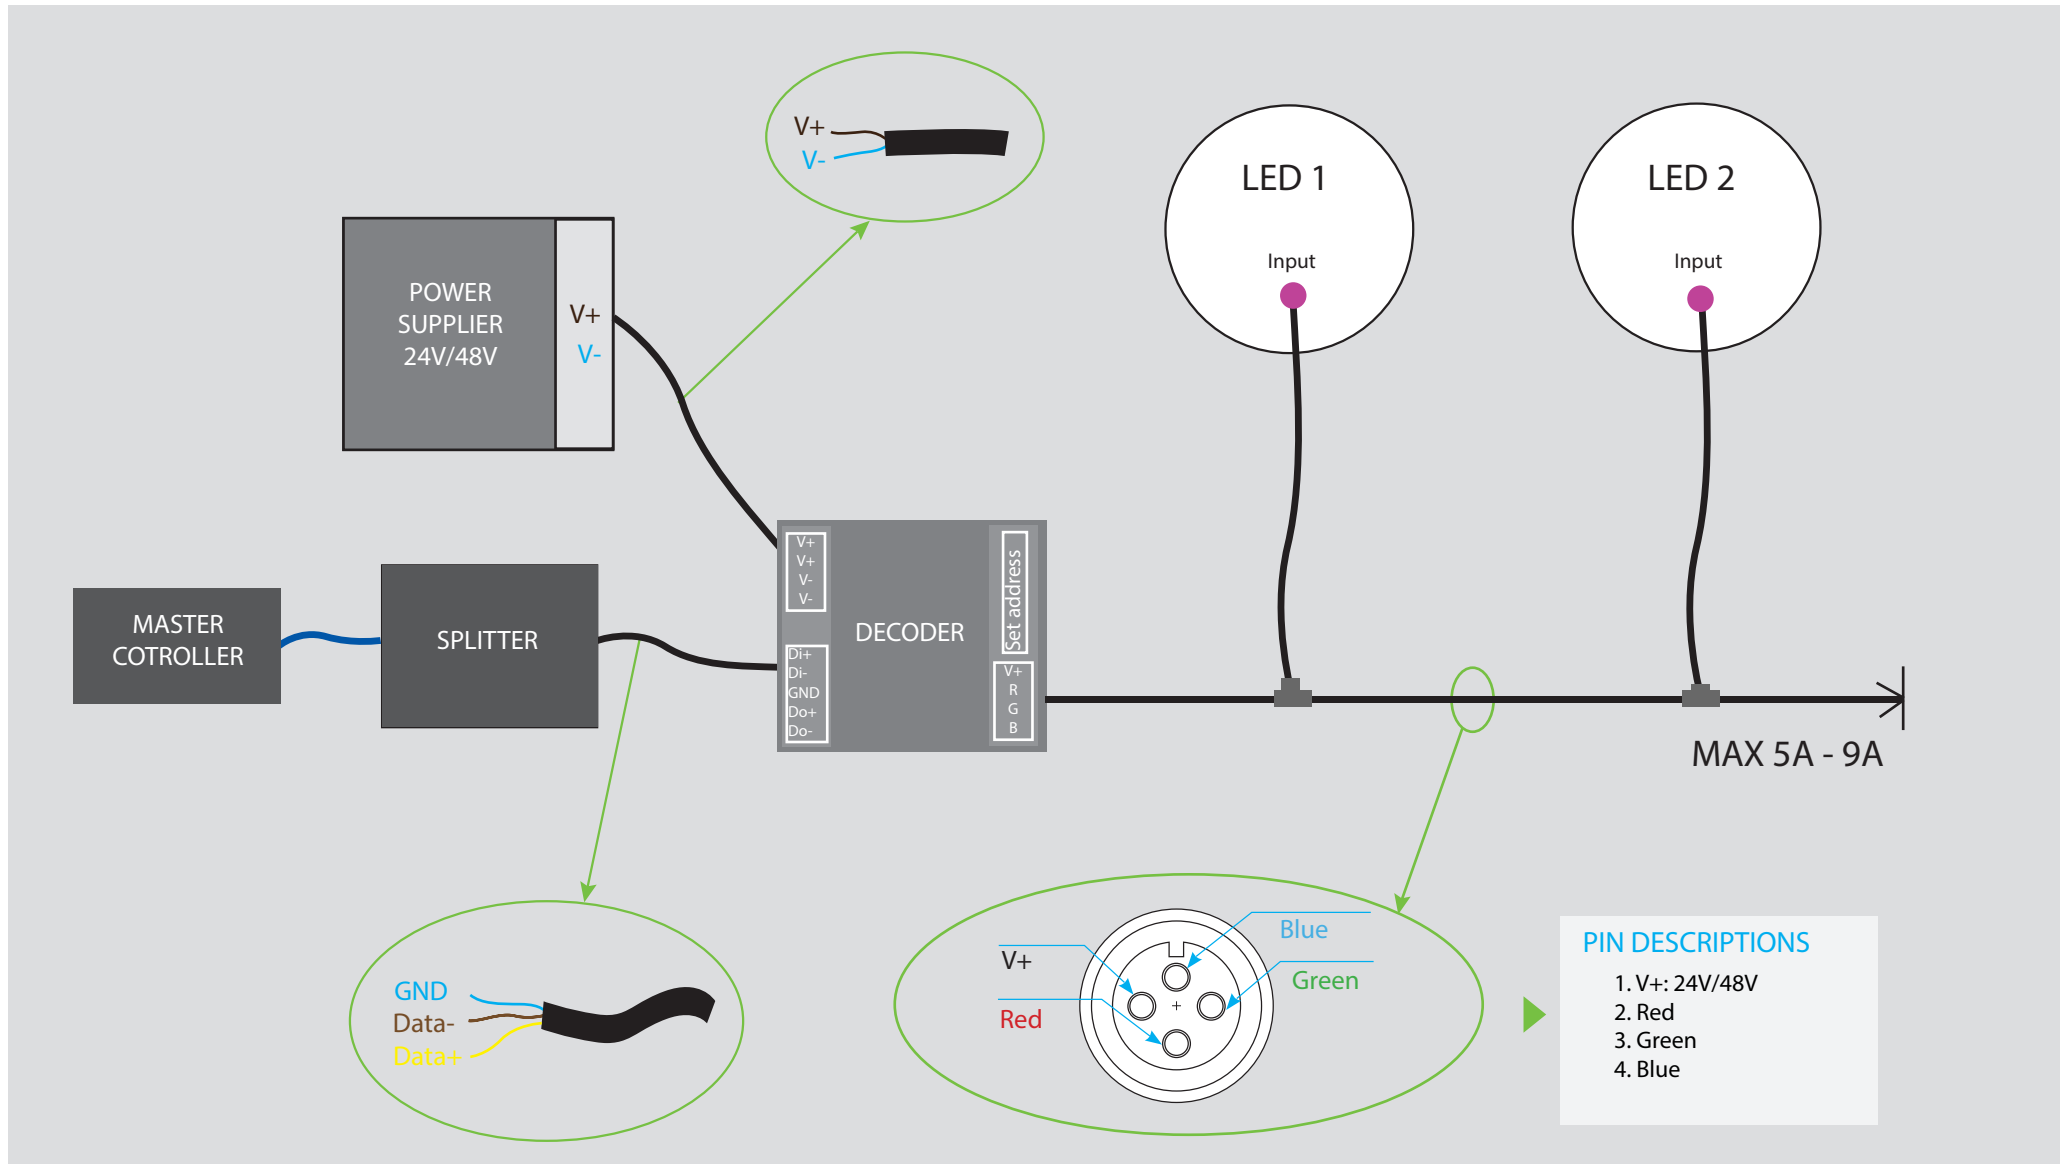 V+
V-
LED 1
Input
LED 2
Input
POWER
SUPPLIER
24V/48V
V+
V-
MASTER
COTROLLER
SPLITTER
V+
V+
V-
V-
Di+
Di-
GND
Do+
Do-
DECODER
Set address
V+
R
G
B
MAX 5A - 9A
GND
Data-
Data+
V+
Red
Blue
Green
PIN DESCRIPTIONS
1. V+: 24V/48V
2. Red
3. Green
4. Blue